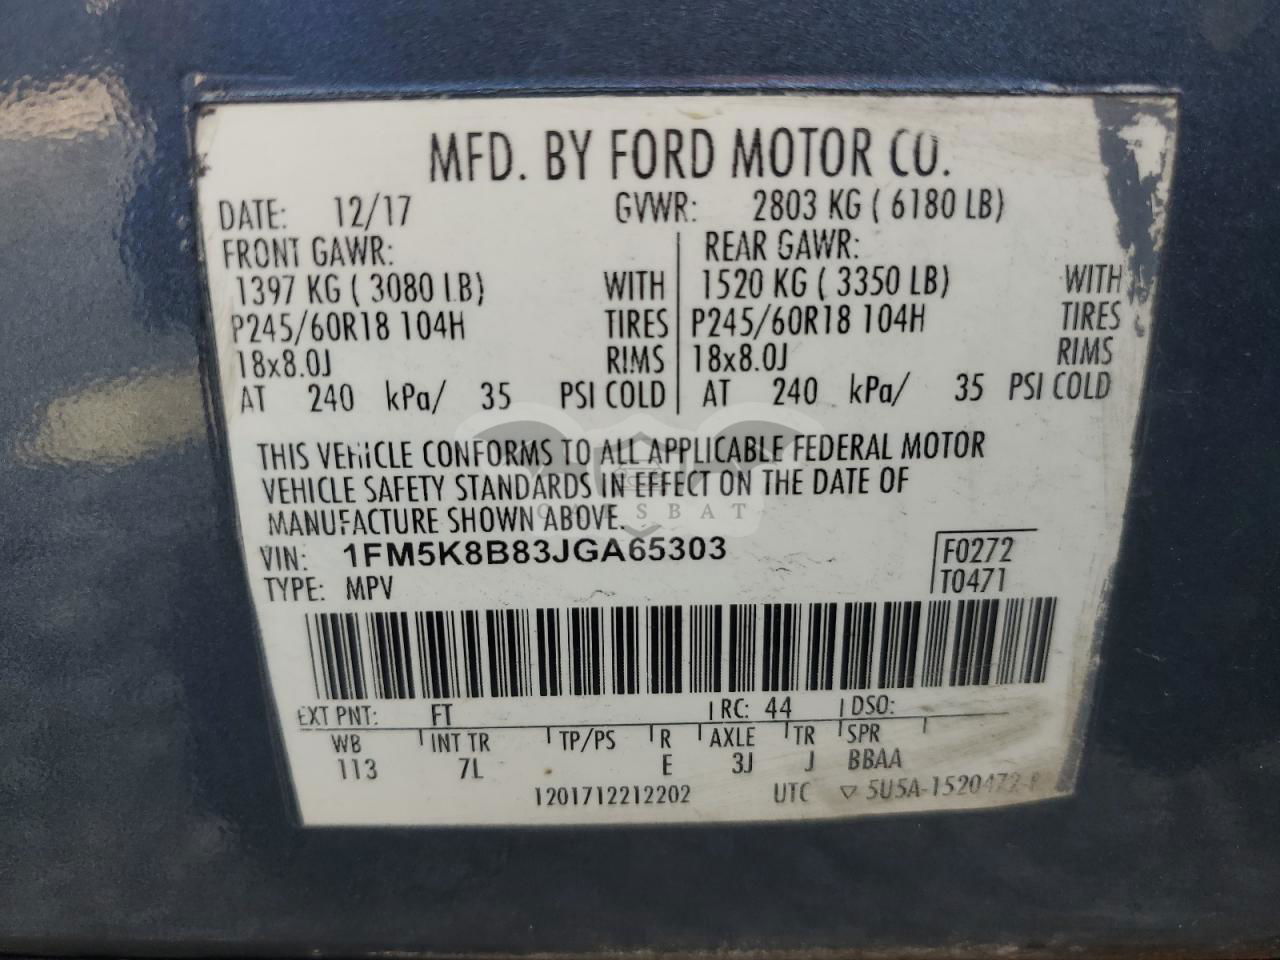 MFD. BY FORD MOTOR CO.
DATE: 12/17 GVWR: 2803 KG ( 6180 LB)
FRONT GAWR: REAR GAWR:
1397 KG ( 3080 LB) WITH 1520 KG ( 3350 LB) WITH
P245/60R18 104H TIRES P245/60R18 104H TIRES
18x8.0J RIMS 18x8.0J RIMS
AT 240 kPa/ 35 PSI COLD AT 240 kPa/ 35 PSI COLD
THIS VEHICLE CONFORMS TO ALL APPLICABLE FEDERAL MOTOR
VEHICLE SAFETY STANDARDS IN EFFECT ON THE DATE OF
MANUFACTURE SHOWN ABOVE.
CARSBAT
VIN: 1FM5K8B83JGA65303 F0272
TYPE: MPV T0471
EXT PNT: FT RC: 44 DSO:
WB INT TR TP/PS R AXLE TR SPR
113 7L E 3J J BBAA
1201712212202 UTC ▽ 5U5A-1520472-